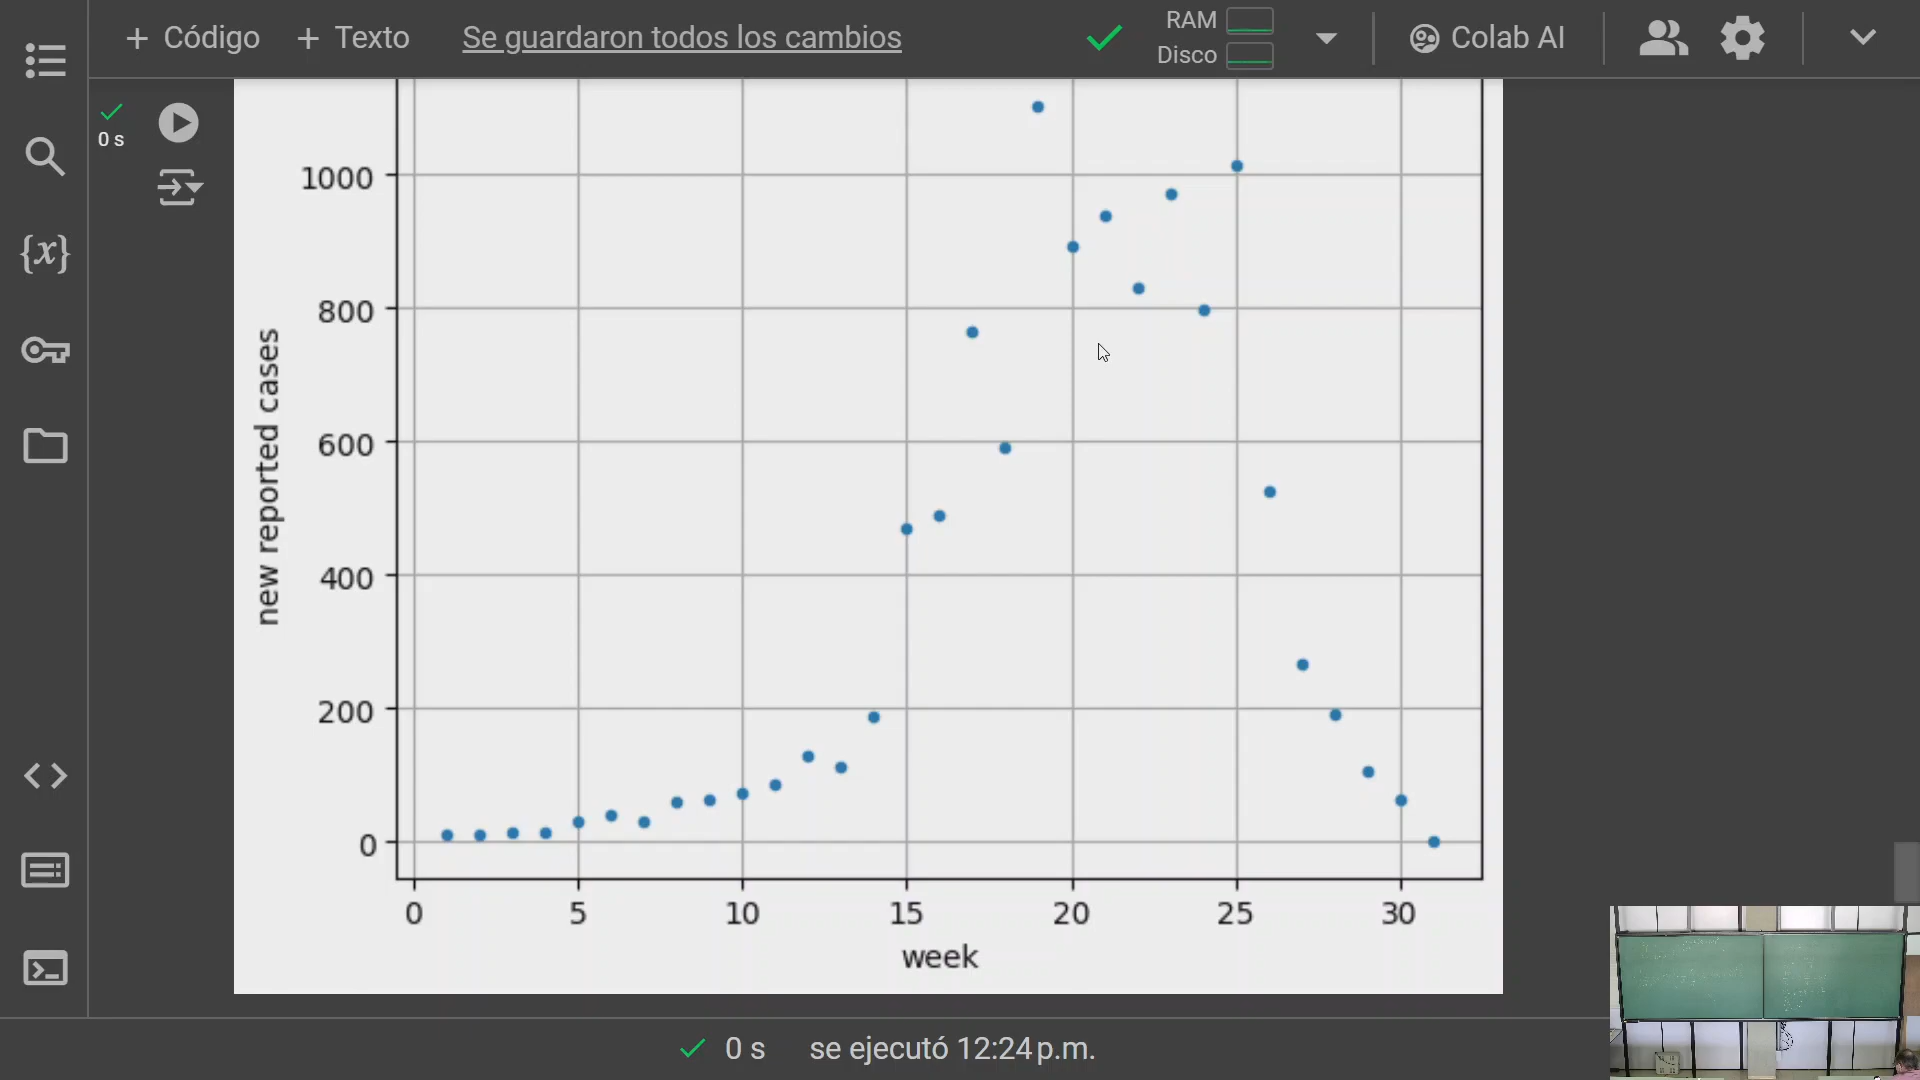 + Código + Texto Se guardaron todos los cambios
RAM
Disco
Colab AI
{x}
0 s
1000
800
600
400
200
0
new reported cases
0 5 10 15 20 25 30
week
0 s se ejecutó 12:24 p.m.